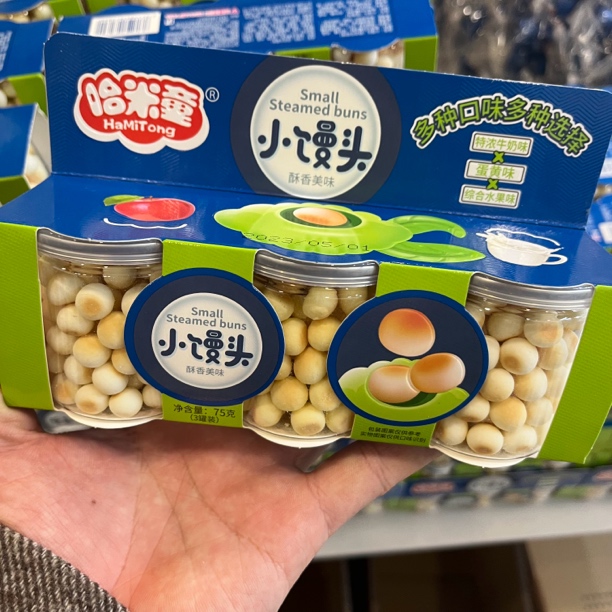 哈米童®
HaMiTong
Small
Steamed buns
小馒头
酥香美味
多种口味多种选择
特浓牛奶味
×
蛋黄味
×
综合水果味
2023/05/01
Small
Steamed buns
小馒头
酥香美味
净含量：75克
(3罐装)